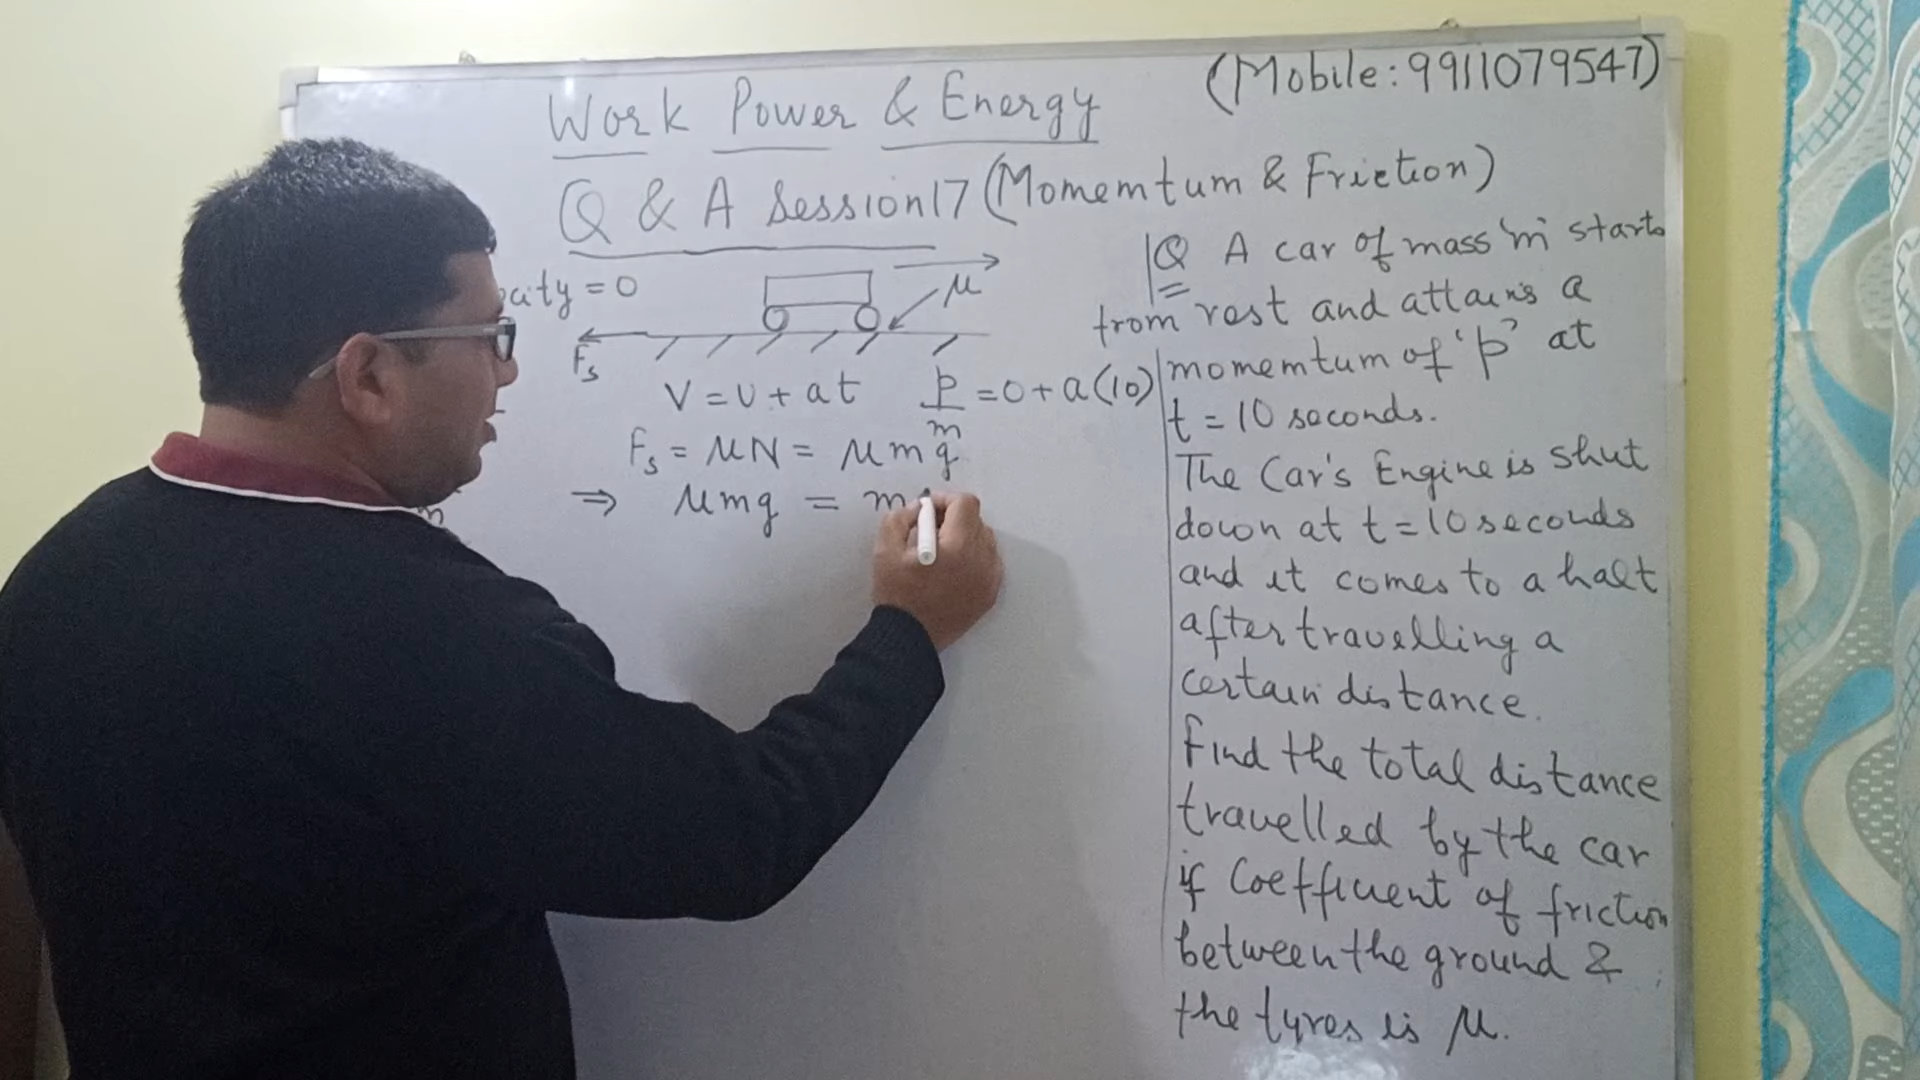 (Mobile: 9911079547)
Work Power & Energy
Q & A Session 17 (Momemtum & Friction)
= 0
μ
Fs
V = U + at
p/m = 0 + a(10)
Fs = μN = μmg
⇒ μmg = m
m
Q A car of mass 'm' starts
from rest and attains a
momemtum of 'p' at
t = 10 seconds.
The Car's Engine is shut
down at t = 10 seconds
and it comes to a halt
after travelling a
certain distance.
Find the total distance
travelled by the car
if Coefficient of friction
between the ground &
the tyres is μ.